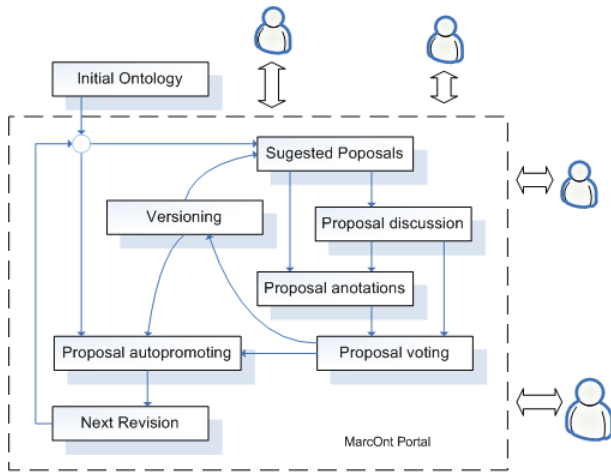 Initial Ontology
Sugested Poposals
Versioning
Proposal discussion
Proposal anotations
Proposal autopromoting
Proposal voting
Next Revision
MarcOnt Portal